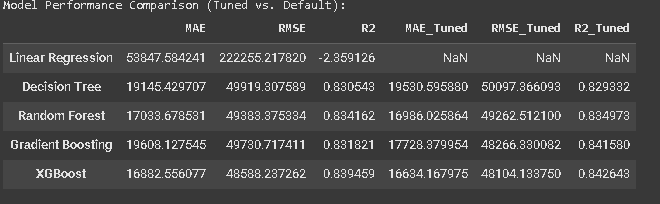 Model Performance Comparison (Tuned vs. Default):
MAE RMSE R2 MAE_Tuned RMSE_Tuned R2_Tuned
Linear Regression 53847.584241 222255.217820 -2.359126 NaN NaN NaN
Decision Tree 19145.429707 49919.307589 0.830543 19530.595880 50097.366093 0.829332
Random Forest 17033.678531 49383.375334 0.834162 16986.025864 49262.512100 0.834973
Gradient Boosting 19608.127545 49730.717411 0.831821 17728.379954 48266.330082 0.841580
XGBoost 16882.556077 48588.237262 0.839459 16634.167975 48104.133750 0.842643